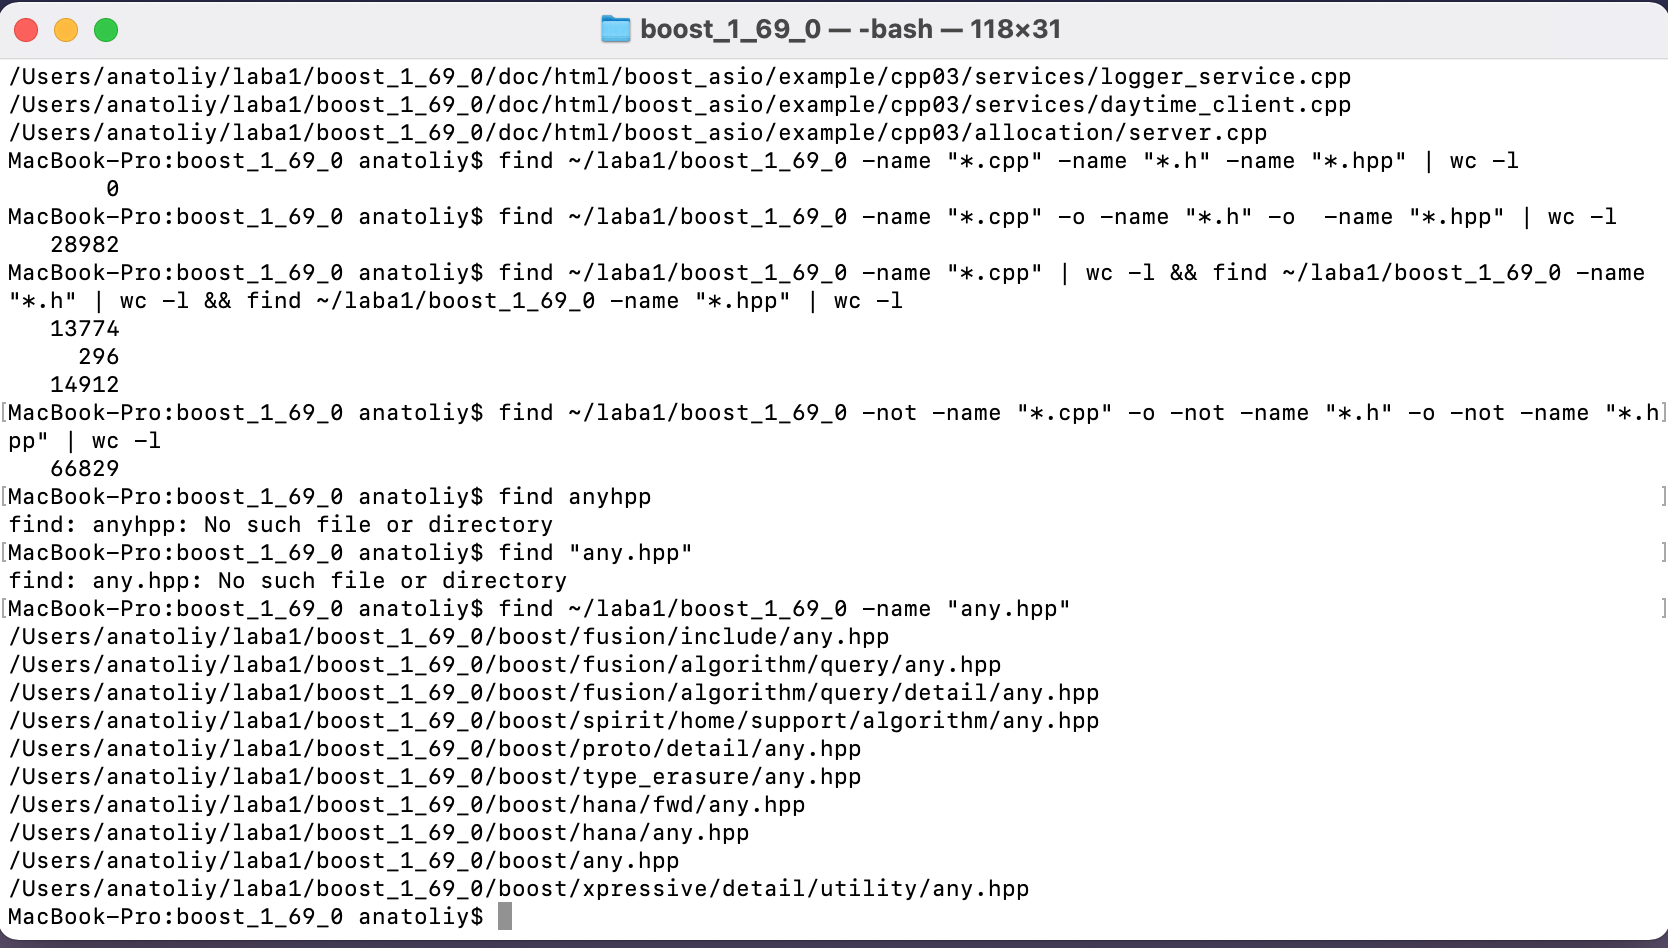 boost_1_69_0 — -bash — 118×31
/Users/anatoliy/laba1/boost_1_69_0/doc/html/boost_asio/example/cpp03/services/logger_service.cpp
/Users/anatoliy/laba1/boost_1_69_0/doc/html/boost_asio/example/cpp03/services/daytime_client.cpp
/Users/anatoliy/laba1/boost_1_69_0/doc/html/boost_asio/example/cpp03/allocation/server.cpp
MacBook-Pro:boost_1_69_0 anatoliy$ find ~/laba1/boost_1_69_0 -name "*.cpp" -name "*.h" -name "*.hpp" | wc -l
       0
MacBook-Pro:boost_1_69_0 anatoliy$ find ~/laba1/boost_1_69_0 -name "*.cpp" -o -name "*.h" -o  -name "*.hpp" | wc -l
   28982
MacBook-Pro:boost_1_69_0 anatoliy$ find ~/laba1/boost_1_69_0 -name "*.cpp" | wc -l && find ~/laba1/boost_1_69_0 -name
"*.h" | wc -l && find ~/laba1/boost_1_69_0 -name "*.hpp" | wc -l
   13774
     296
   14912
[MacBook-Pro:boost_1_69_0 anatoliy$ find ~/laba1/boost_1_69_0 -not -name "*.cpp" -o -not -name "*.h" -o -not -name "*.h]
pp" | wc -l
   66829
[MacBook-Pro:boost_1_69_0 anatoliy$ find anyhpp ]
find: anyhpp: No such file or directory
[MacBook-Pro:boost_1_69_0 anatoliy$ find "any.hpp" ]
find: any.hpp: No such file or directory
[MacBook-Pro:boost_1_69_0 anatoliy$ find ~/laba1/boost_1_69_0 -name "any.hpp" ]
/Users/anatoliy/laba1/boost_1_69_0/boost/fusion/include/any.hpp
/Users/anatoliy/laba1/boost_1_69_0/boost/fusion/algorithm/query/any.hpp
/Users/anatoliy/laba1/boost_1_69_0/boost/fusion/algorithm/query/detail/any.hpp
/Users/anatoliy/laba1/boost_1_69_0/boost/spirit/home/support/algorithm/any.hpp
/Users/anatoliy/laba1/boost_1_69_0/boost/proto/detail/any.hpp
/Users/anatoliy/laba1/boost_1_69_0/boost/type_erasure/any.hpp
/Users/anatoliy/laba1/boost_1_69_0/boost/hana/fwd/any.hpp
/Users/anatoliy/laba1/boost_1_69_0/boost/hana/any.hpp
/Users/anatoliy/laba1/boost_1_69_0/boost/any.hpp
/Users/anatoliy/laba1/boost_1_69_0/boost/xpressive/detail/utility/any.hpp
MacBook-Pro:boost_1_69_0 anatoliy$